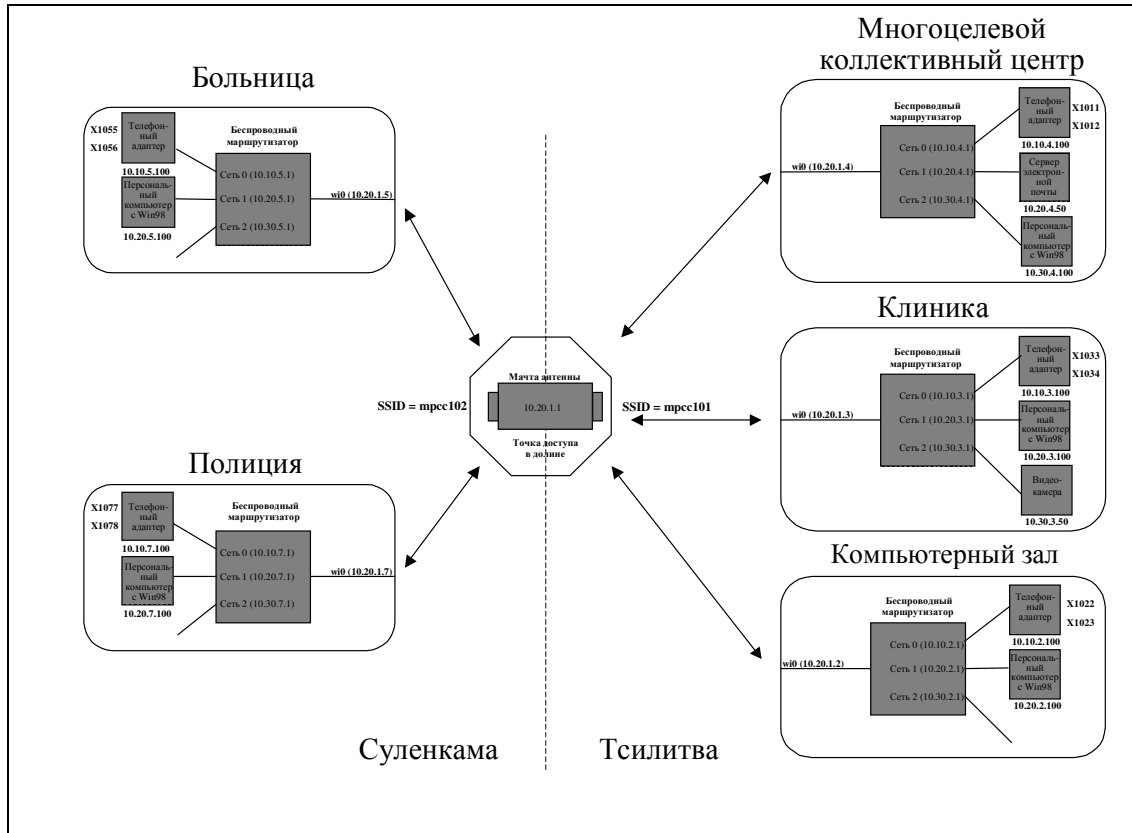 Больница
X1055
X1056
Телефон-
ный
адаптер
10.10.5.100
Персональ-
ный
компьютер
с Win98
10.20.5.100
Беспроводный
маршрутизатор
Сеть 0 (10.10.5.1)
Сеть 1 (10.20.5.1)
Сеть 2 (10.30.5.1)
wi0 (10.20.1.5)
Полиция
X1077
X1078
Телефон-
ный
адаптер
10.10.7.100
Персональ-
ный
компьютер
с Win98
10.20.7.100
Беспроводный
маршрутизатор
Сеть 0 (10.10.7.1)
Сеть 1 (10.20.7.1)
Сеть 2 (10.30.7.1)
wi0 (10.20.1.7)
SSID = mpcc102
Мачта антенны
10.20.1.1
Точка доступа
в долине
SSID = mpcc101
Многоцелевой
коллективный центр
Беспроводный
маршрутизатор
wi0 (10.20.1.4)
Сеть 0 (10.10.4.1)
Сеть 1 (10.20.4.1)
Сеть 2 (10.30.4.1)
Телефон-
ный
адаптер
X1011
X1012
10.10.4.100
Сервер
электрон-
ной
почты
10.20.4.50
Персональ-
ный
компьютер
с Win98
10.30.4.100
Клиника
Беспроводный
маршрутизатор
wi0 (10.20.1.3)
Сеть 0 (10.10.3.1)
Сеть 1 (10.20.3.1)
Сеть 2 (10.30.3.1)
Телефон-
ный
адаптер
X1033
X1034
10.10.3.100
Персональ-
ный
компьютер
с Win98
10.20.3.100
Видео-
камера
10.30.3.50
Компьютерный зал
Беспроводный
маршрутизатор
wi0 (10.20.1.2)
Сеть 0 (10.10.2.1)
Сеть 1 (10.20.2.1)
Сеть 2 (10.30.2.1)
Телефон-
ный
адаптер
X1022
X1023
10.10.2.100
Персональ-
ный
компьютер
с Win98
10.20.2.100
Суленкама
Тсилитва